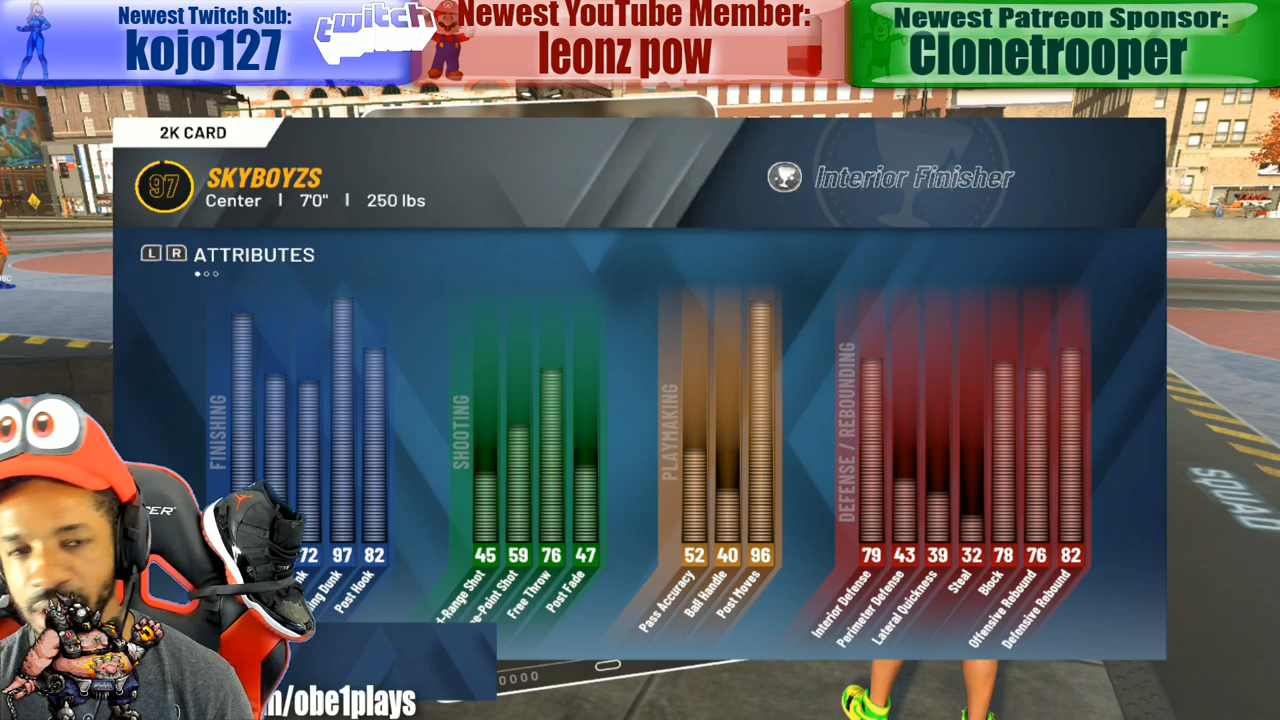 Newest Twitch Sub:
kojo127
twitch
Newest YouTube Member:
leonz pow
Newest Patreon Sponsor:
Clonetrooper
2K CARD
97
SKYBOYZS
Center | 7'0" | 250 lbs
Interior Finisher
L R ATTRIBUTES
FINISHING
72 97 82
Post Hook
SHOOTING
45 59 76 47
Free Throw
Post Fade
PLAYMAKING
52 40 96
Pass Accuracy
Ball Handle
Post Moves
DEFENSE / REBOUNDING
79 43 39 32 78 76 82
Interior Defense
Perimeter Defense
Lateral Quickness
Steal
Block
Offensive Rebound
Defensive Rebound
SQUAD
/obe1plays